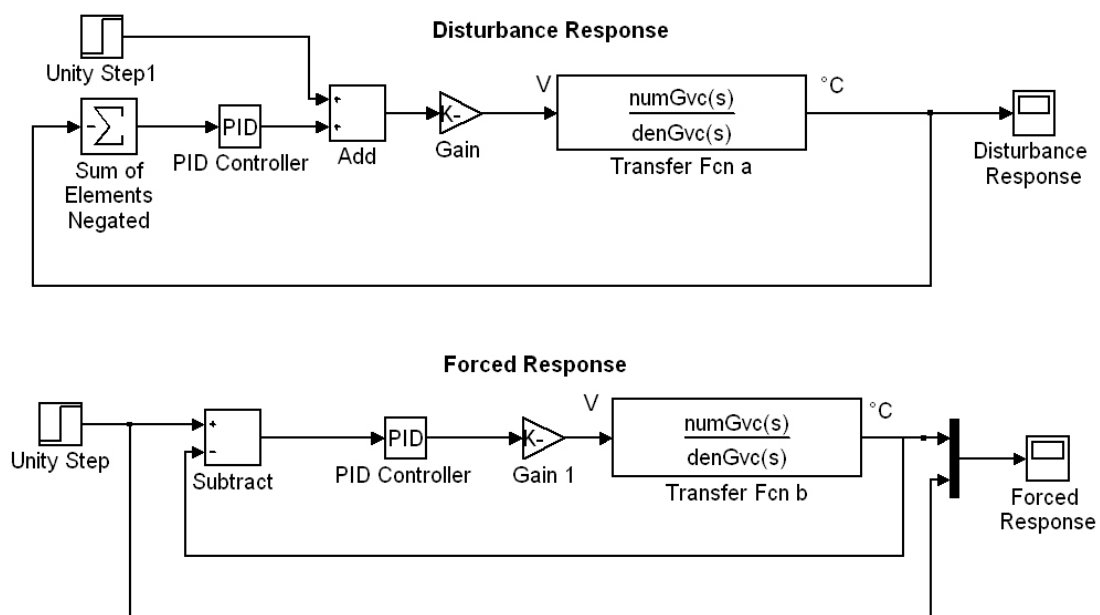 Disturbance Response
Unity Step1
V
°C
+
+
K-
numGvc(s)
denGvc(s)
-
Σ
PID
Add
Gain
Transfer Fcn a
Sum of
Elements
Negated
PID Controller
Disturbance
Response
Forced Response
V
°C
Unity Step
+
-
Subtract
PID
PID Controller
K-
Gain 1
numGvc(s)
denGvc(s)
Transfer Fcn b
Forced
Response